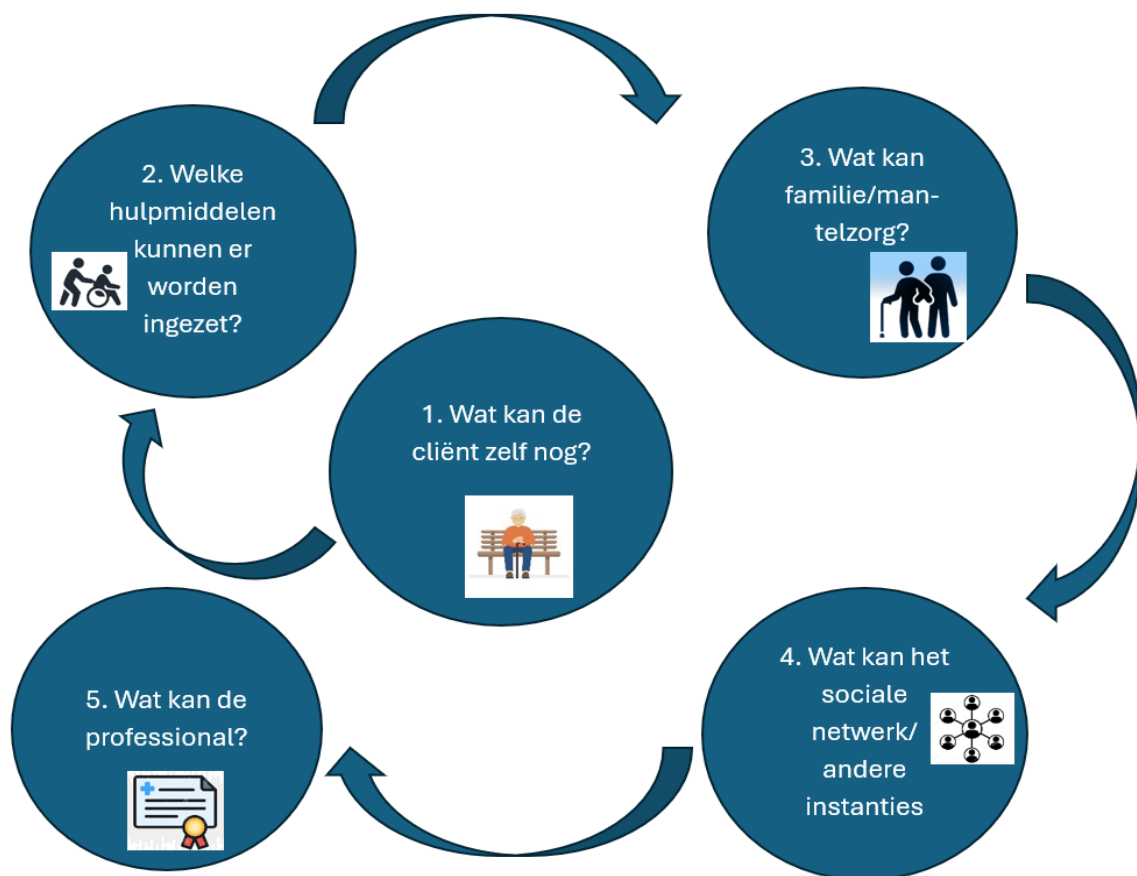 1. Wat kan de
cliënt zelf nog?
2. Welke
hulpmiddelen
kunnen er
worden
ingezet?
3. Wat kan
familie/man-
telzorg?
4. Wat kan het
sociale
netwerk/
andere
instanties
5. Wat kan de
professional?